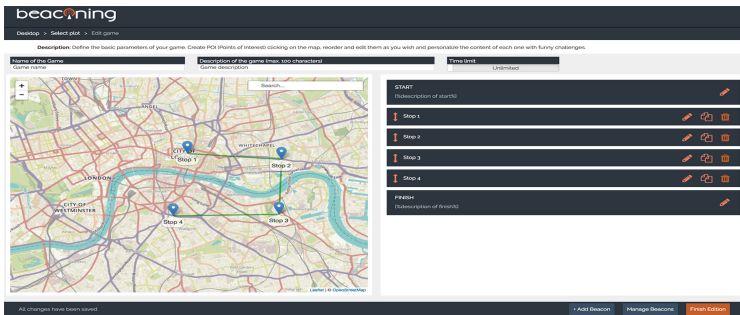 beaconing
Desktop > Select plot > Edit game
Description: Define the basic parameters of your game. Create POI (Points of Interest) clicking on the map, reorder and edit them as you wish and personalize the content of each one with funny challenges.
Name of the Game
Game name
Description of the game (max. 100 characters)
Game description
Time limit
Unlimited
+
−
Search...
ANGEL
WHITECHAPEL
CITY OF
Stop 1
Stop 2
LONDON
CITY OF
WESTMINSTER
Stop 4
Stop 3
Leaflet | © OpenStreetMap
START
(%description of start%)
Stop 1
Stop 2
Stop 3
Stop 4
FINISH
(%description of finish%)
All changes have been saved
+ Add Beacon
Manage Beacons
Finish Edition